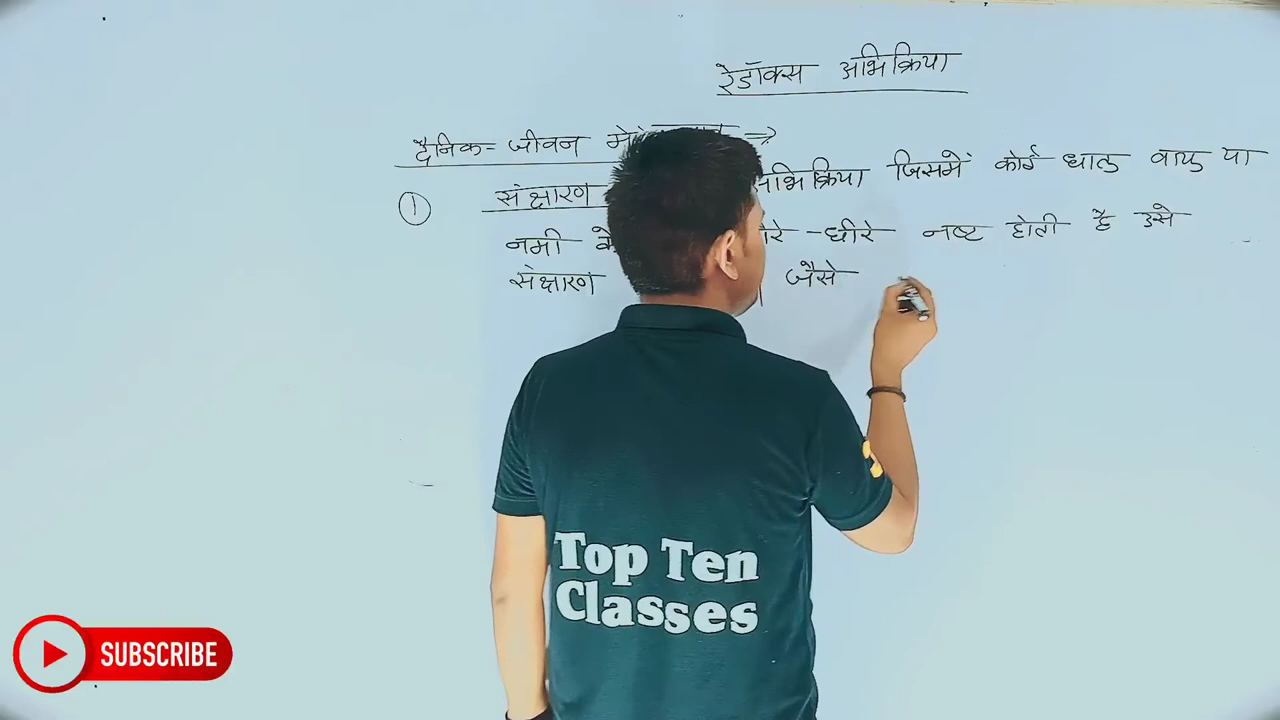 रेडॉक्स अभिक्रिया
दैनिक = जीवन में ⇒
① संक्षारण अभिक्रिया जिसमें कोई धातु वायु या
नमी के धीरे - धीरे नष्ट होती है उसे
संक्षारण जैसे
Top Ten
Classes
SUBSCRIBE